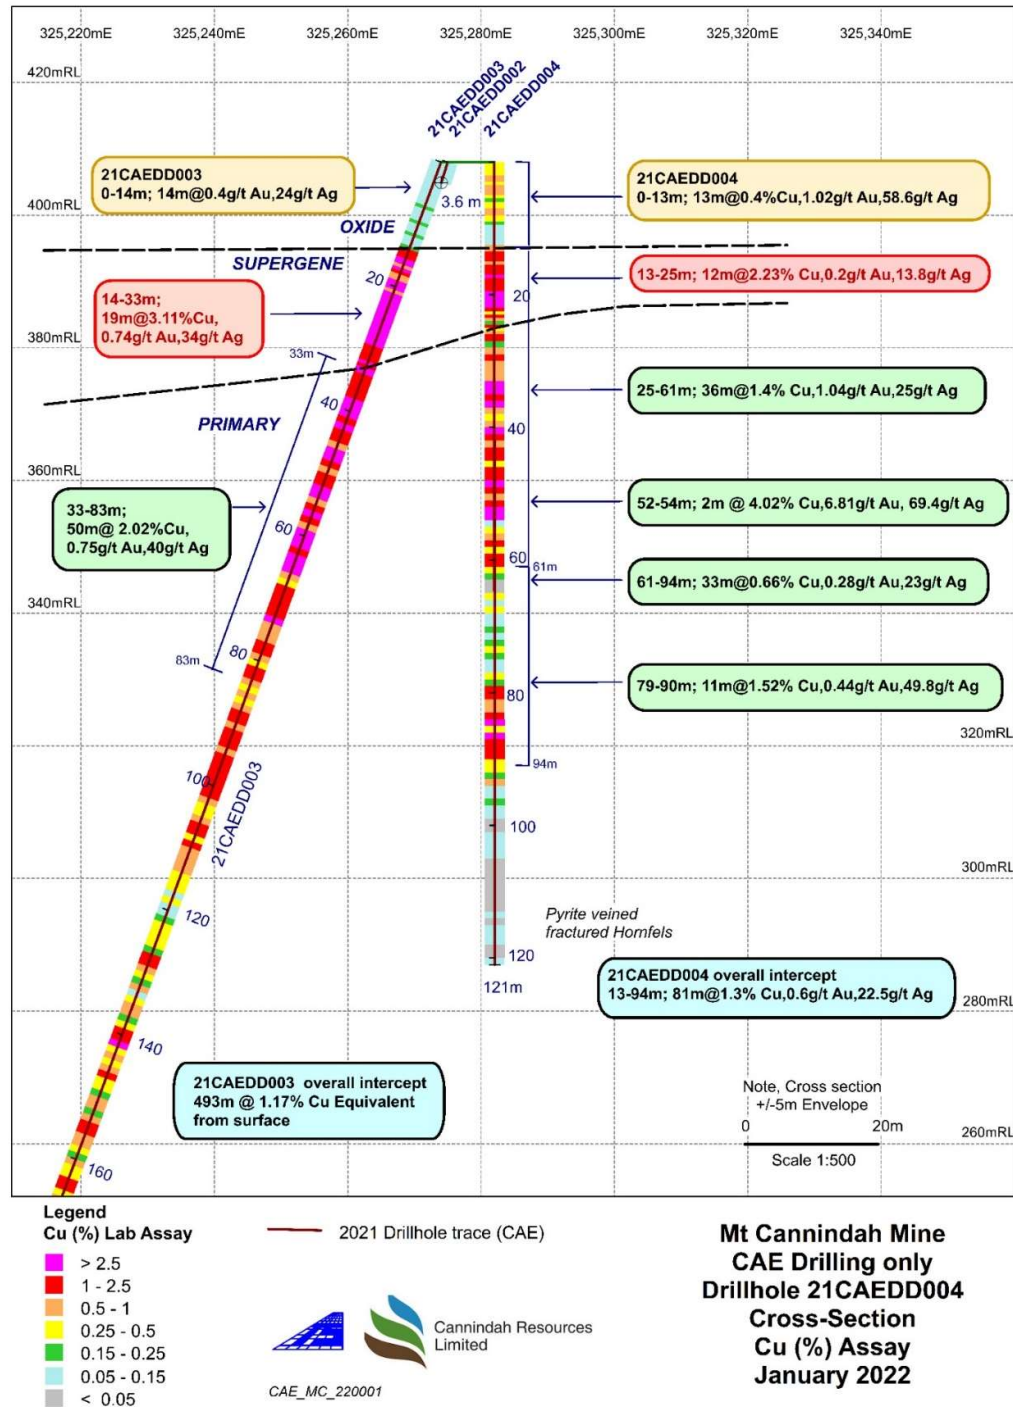 325,220mE 325,240mE 325,260mE 325,280mE 325,300mE 325,320mE 325,340mE
420mRL
21CAEDD003
21CAEDD002
21CAEDD004
21CAEDD003
0-14m; 14m@0.4g/t Au,24g/t Ag
21CAEDD004
0-13m; 13m@0.4%Cu,1.02g/t Au,58.6g/t Ag
3.6 m
400mRL
OXIDE
SUPERGENE
13-25m; 12m@2.23% Cu,0.2g/t Au,13.8g/t Ag
20
20
14-33m;
19m@3.11%Cu,
0.74g/t Au,34g/t Ag
380mRL
33m
25-61m; 36m@1.4% Cu,1.04g/t Au,25g/t Ag
40
PRIMARY
40
360mRL
33-83m;
50m@ 2.02%Cu,
0.75g/t Au,40g/t Ag
52-54m; 2m @ 4.02% Cu,6.81g/t Au, 69.4g/t Ag
60
60
61m
61-94m; 33m@0.66% Cu,0.28g/t Au,23g/t Ag
340mRL
80
83m
79-90m; 11m@1.52% Cu,0.44g/t Au,49.8g/t Ag
80
320mRL
94m
100
21CAEDD003
100
300mRL
120
Pyrite veined
fractured Hornfels
120
121m
21CAEDD004 overall intercept
13-94m; 81m@1.3% Cu,0.6g/t Au,22.5g/t Ag
280mRL
140
21CAEDD003 overall intercept
493m @ 1.17% Cu Equivalent
from surface
Note, Cross section
+/-5m Envelope
0 20m
Scale 1:500
260mRL
160
Legend
Cu (%) Lab Assay
> 2.5
1 - 2.5
0.5 - 1
0.25 - 0.5
0.15 - 0.25
0.05 - 0.15
< 0.05
2021 Drillhole trace (CAE)
Cannindah Resources
Limited
CAE_MC_220001
Mt Cannindah Mine
CAE Drilling only
Drillhole 21CAEDD004
Cross-Section
Cu (%) Assay
January 2022